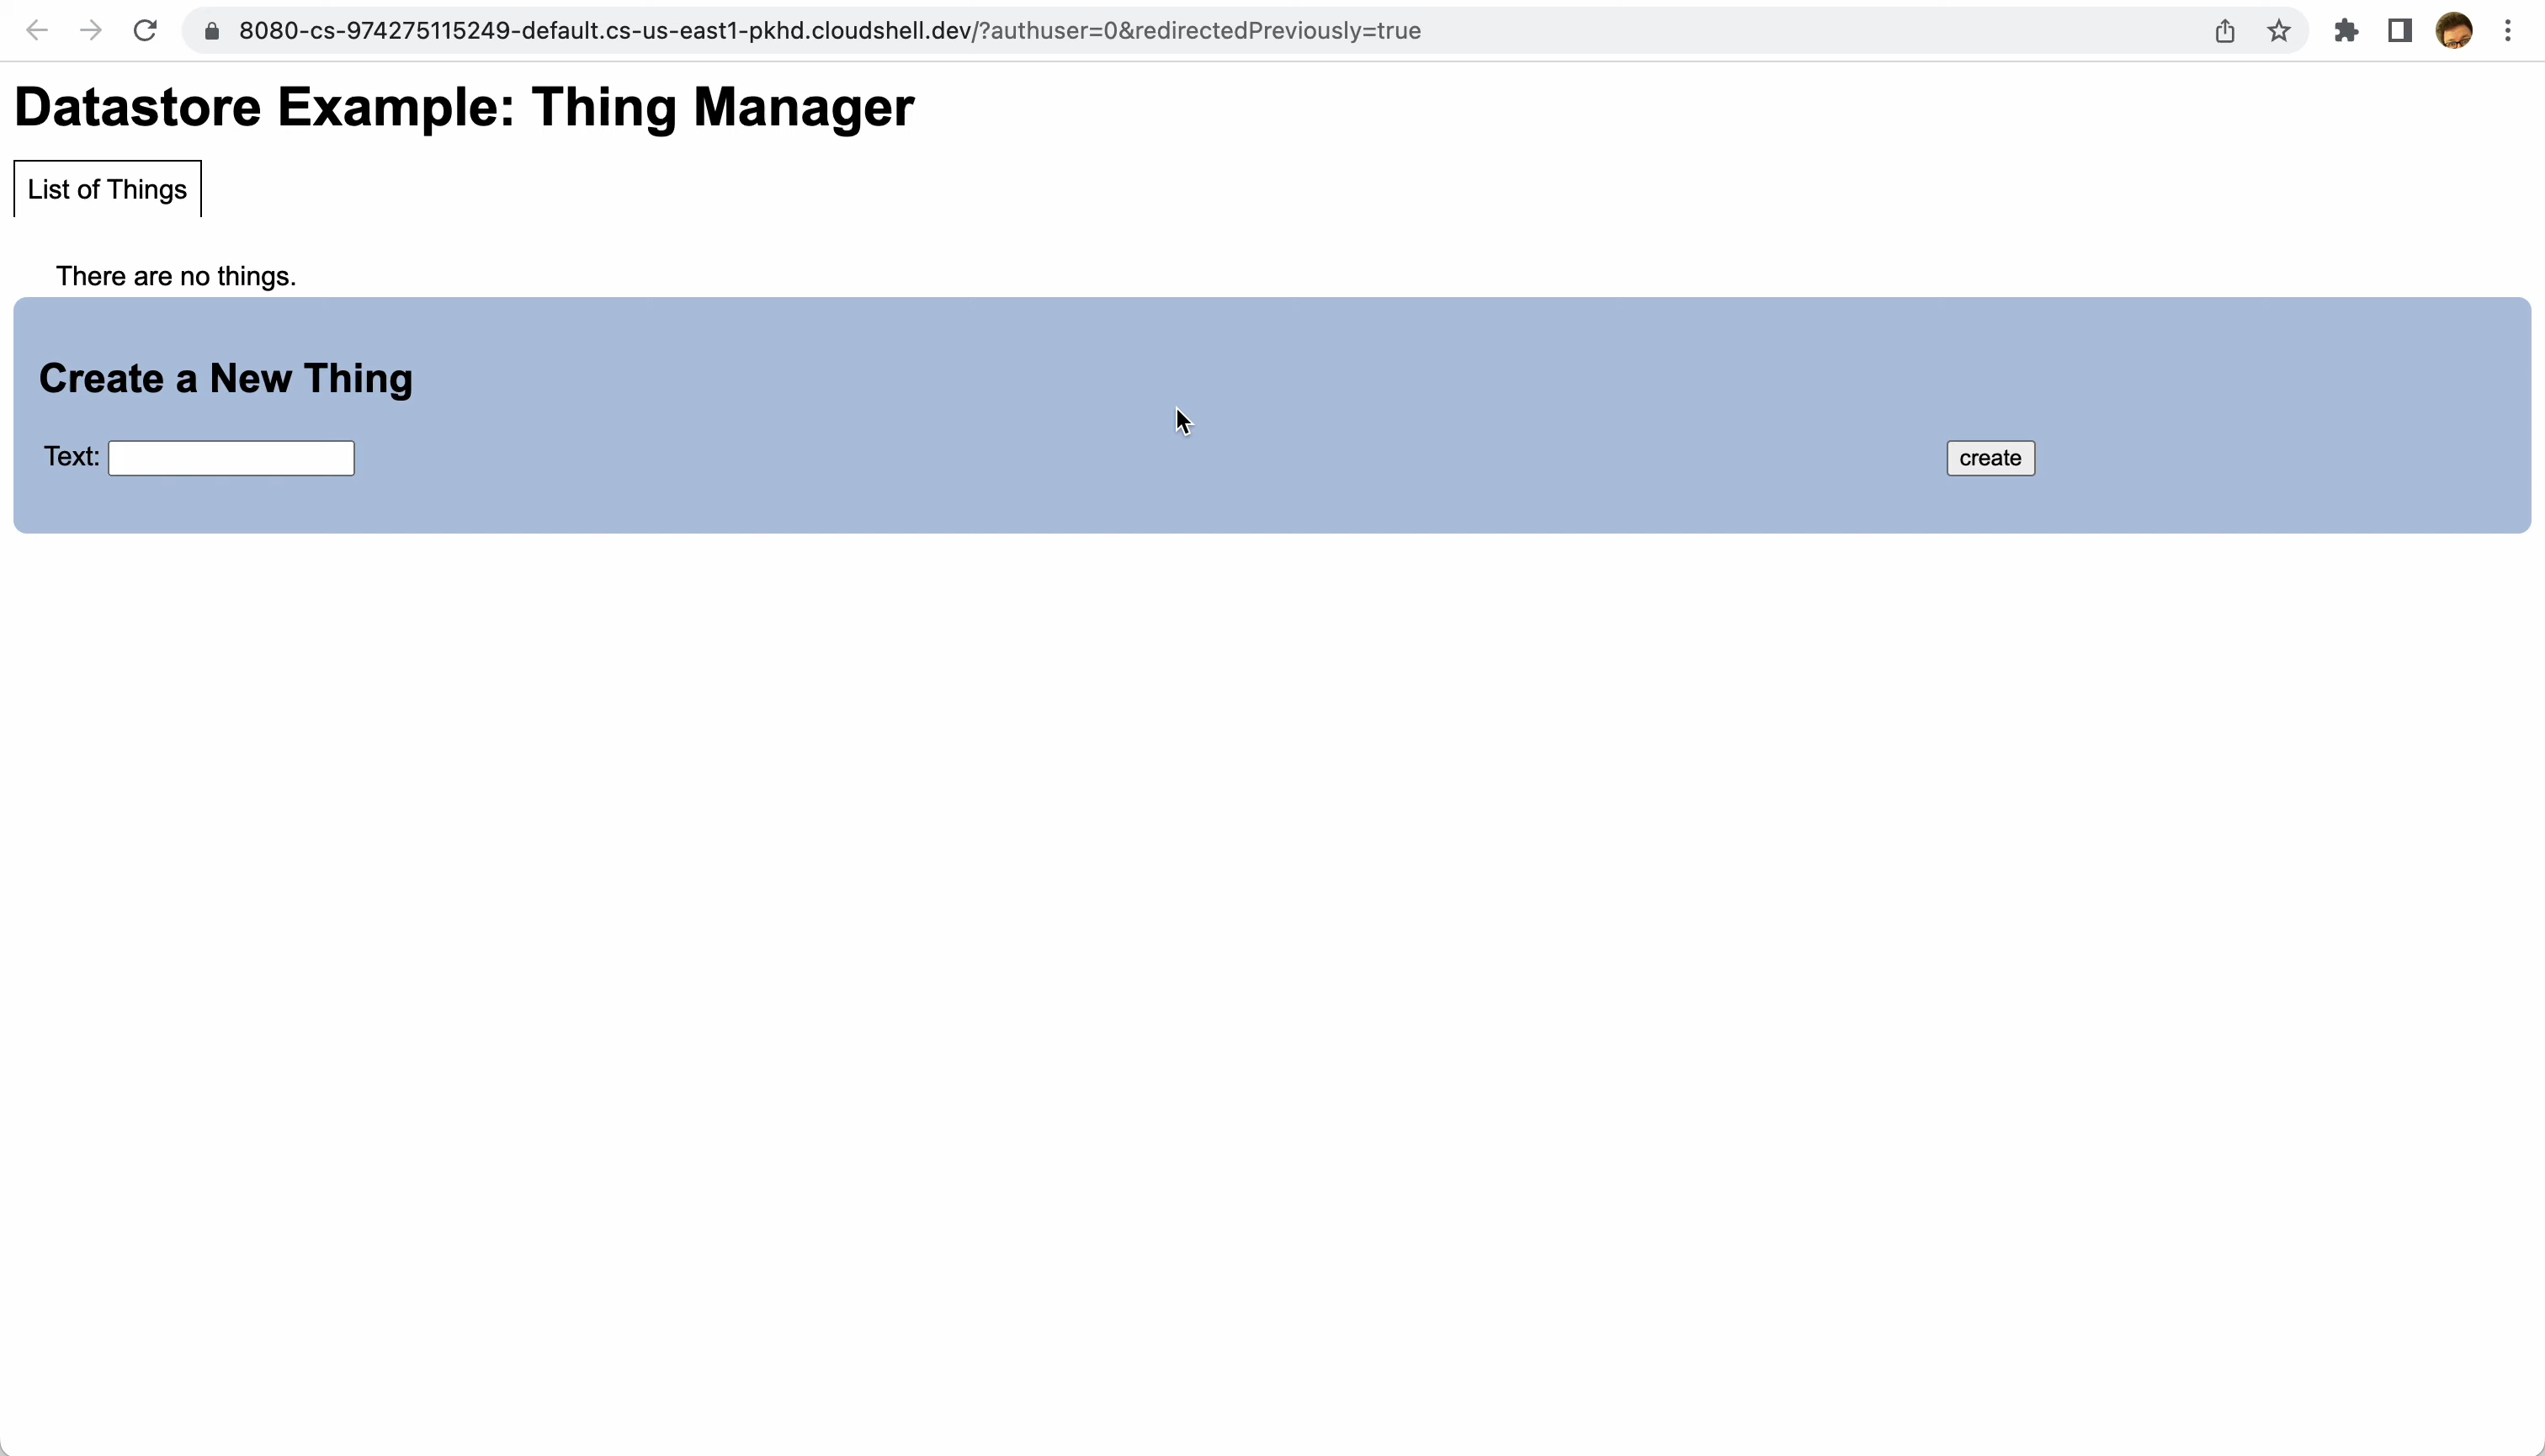 8080-cs-974275115249-default.cs-us-east1-pkhd.cloudshell.dev/?authuser=0&redirectedPreviously=true
Datastore Example: Thing Manager
List of Things
There are no things.
Create a New Thing
Text: create